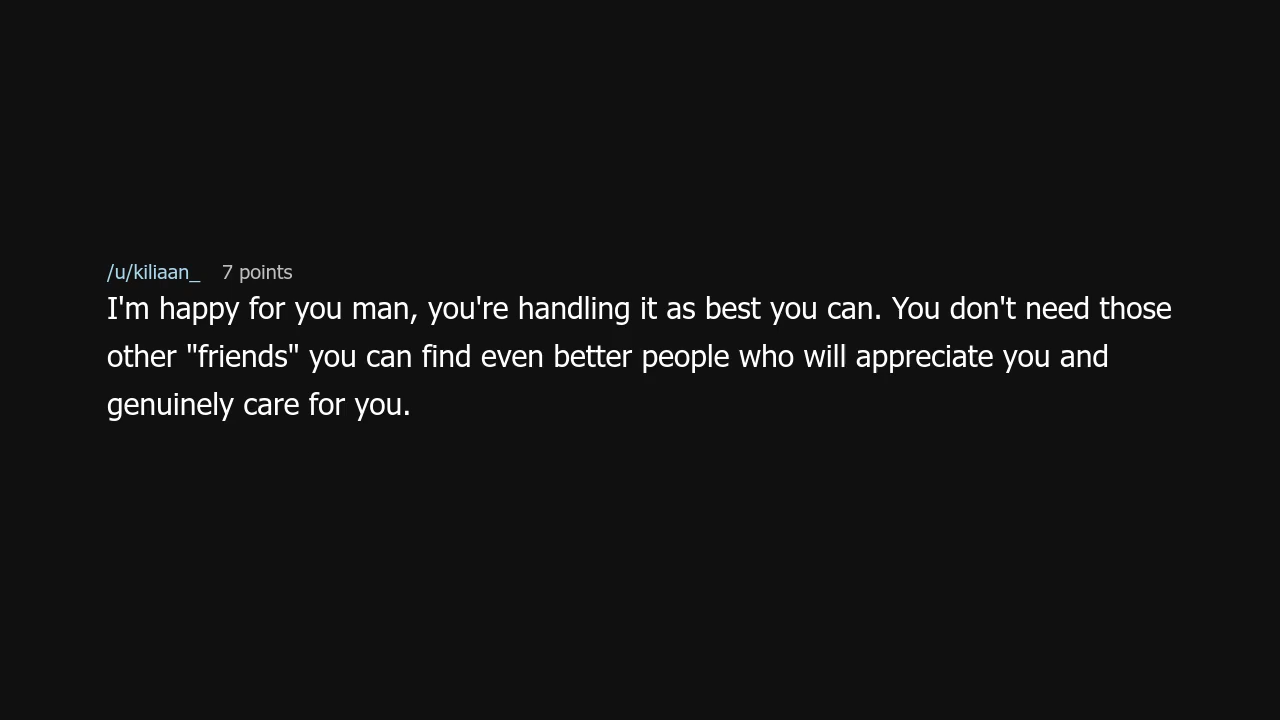 /u/kiliaan_ 7 points
I'm happy for you man, you're handling it as best you can. You don't need those
other "friends" you can find even better people who will appreciate you and
genuinely care for you.